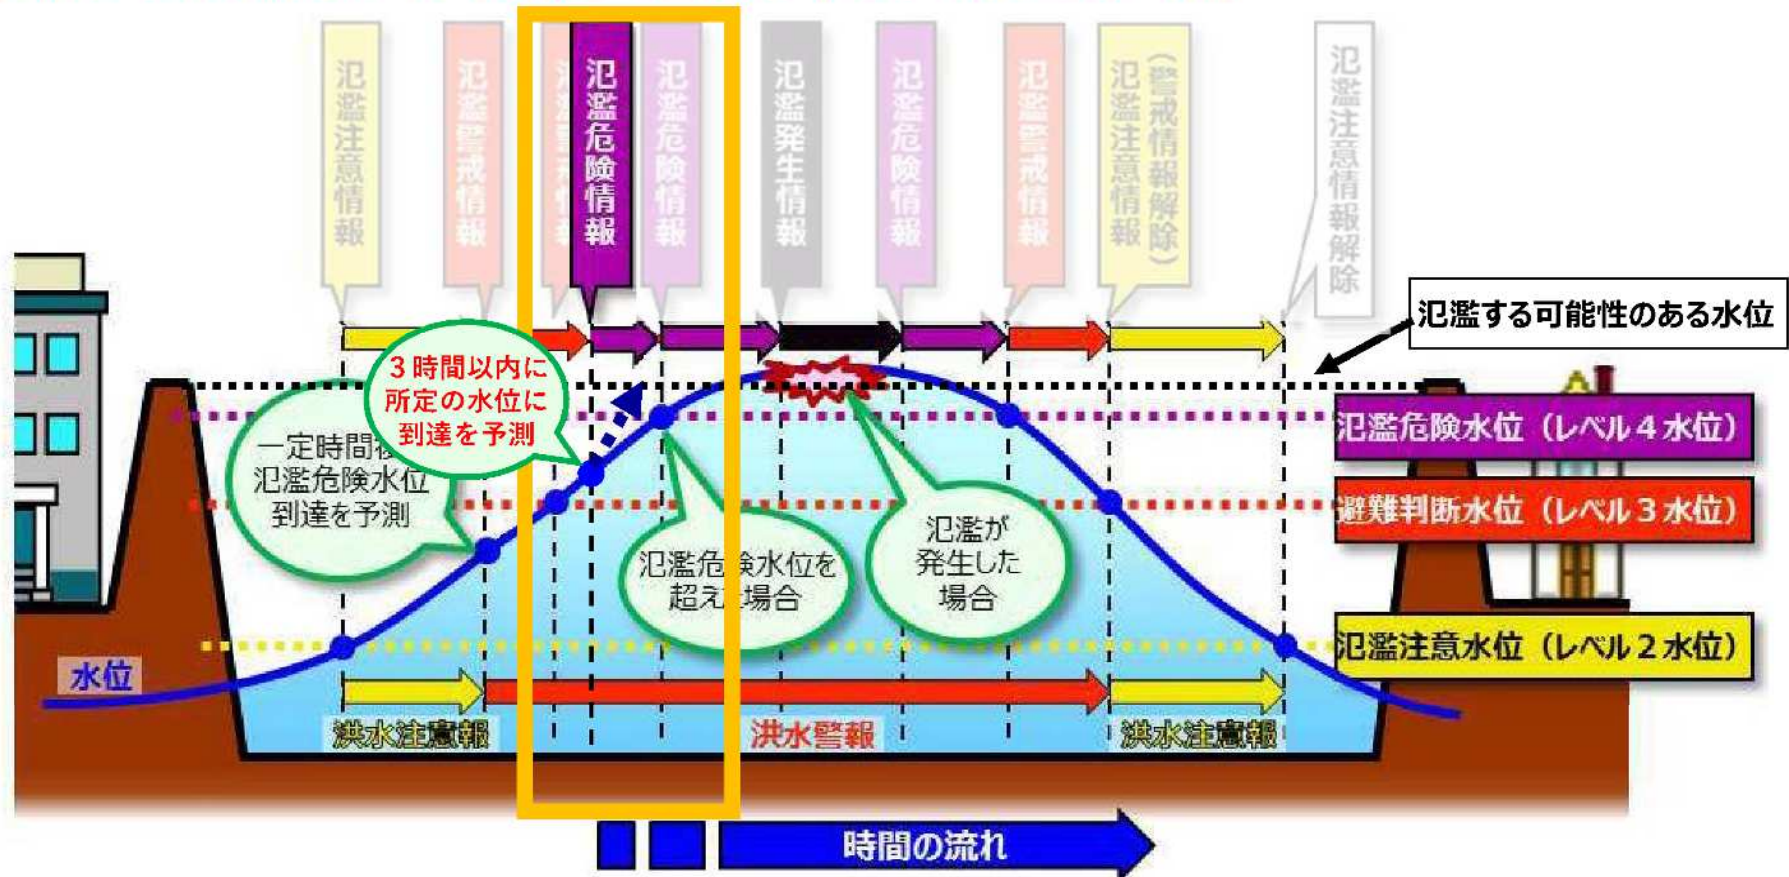 氾濫注意情報
氾濫警戒情報
氾濫危険情報
氾濫危険情報
氾濫発生情報
氾濫危険情報
氾濫警戒情報
氾濫注意情報
(警戒情報解除)
氾濫注意情報解除
氾濫する可能性のある水位
3時間以内に
所定の水位に
到達を予測
一定時間後
氾濫危険水位
到達を予測
氾濫危険水位を
超えた場合
氾濫が
発生した
場合
氾濫危険水位(レベル4水位)
避難判断水位(レベル3水位)
氾濫注意水位(レベル2水位)
水位
洪水注意報
洪水警報
洪水注意報
時間の流れ